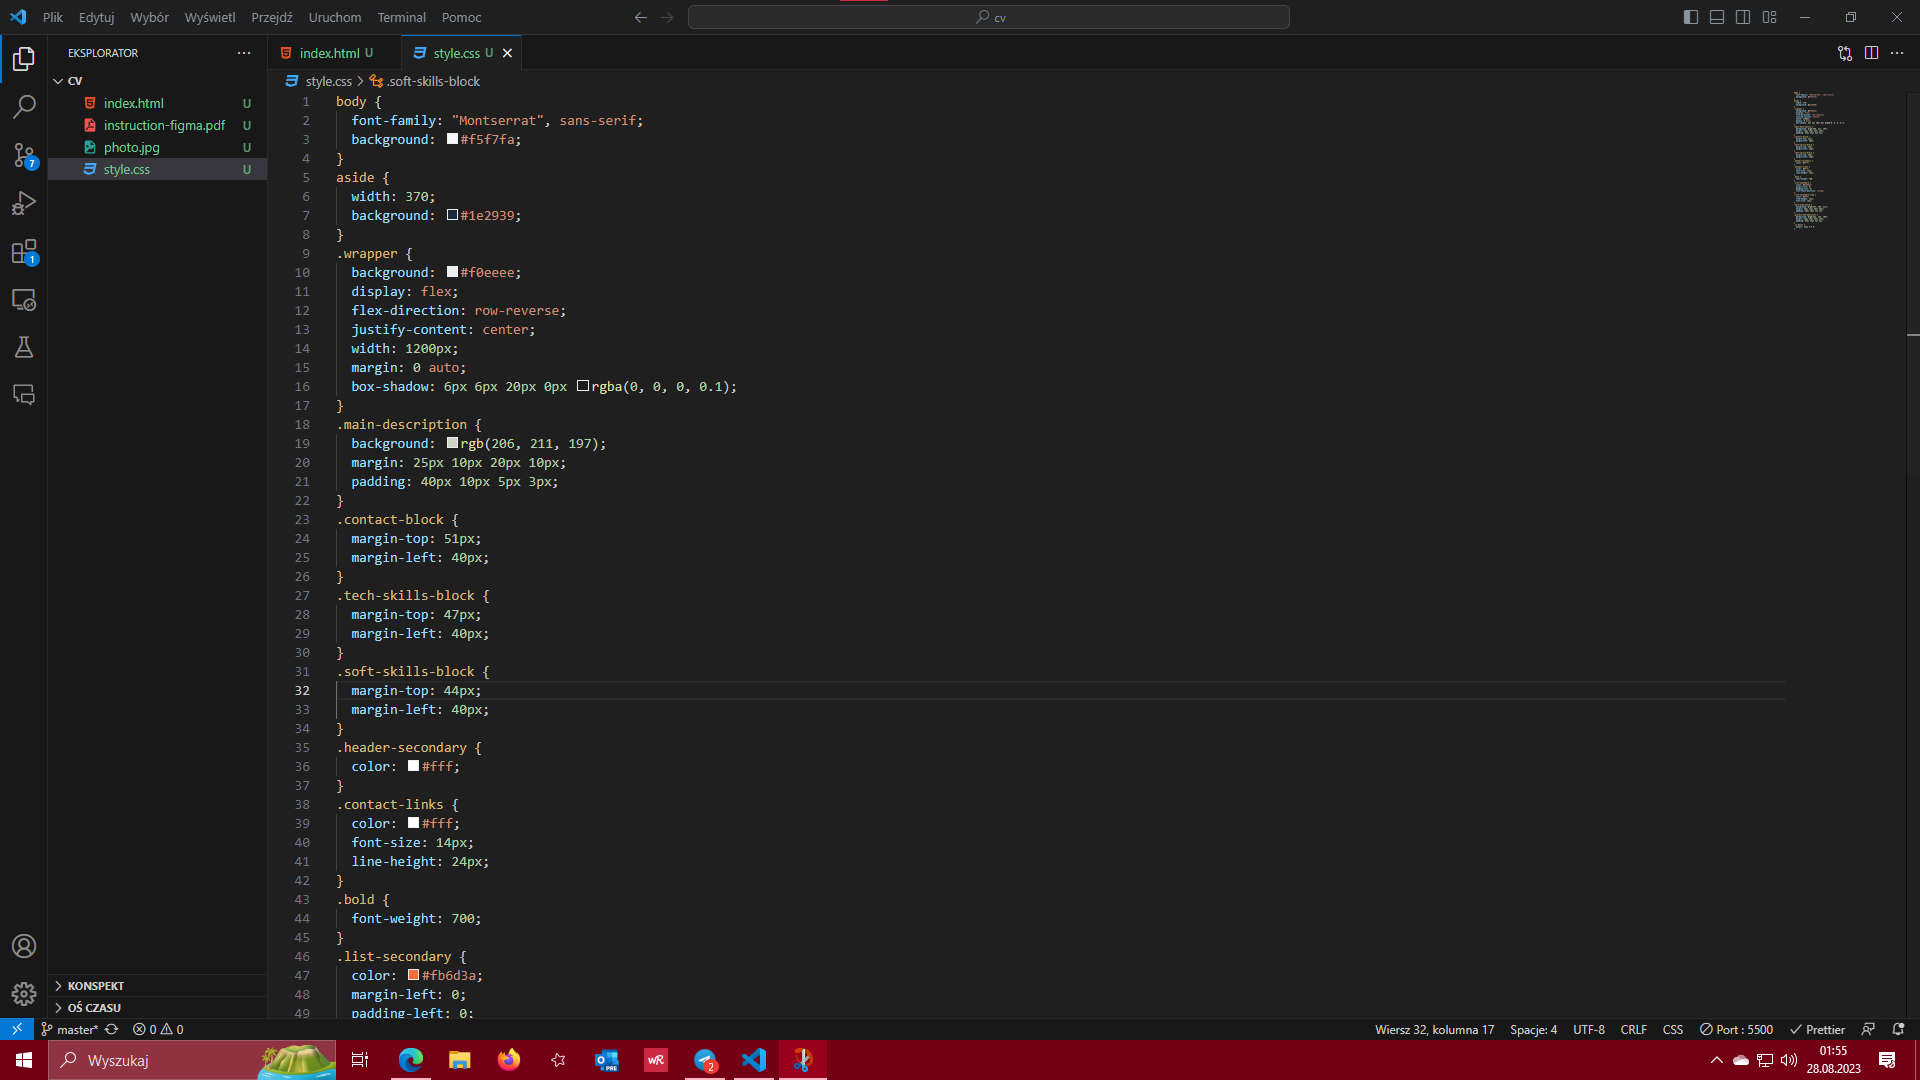 Plik Edytuj Wybór Wyświetl Przejdź Uruchom Terminal Pomoc
cv
EKSPLORATOR
CV
index.html U
instruction-figma.pdf U
photo.jpg U
style.css U
7
1
KONSPEKT
OŚ CZASU
index.html U
style.css U
style.css > .soft-skills-block
1 body {
2 font-family: "Montserrat", sans-serif;
3 background: #f5f7fa;
4 }
5 aside {
6 width: 370;
7 background: #1e2939;
8 }
9 .wrapper {
10 background: #f0eeee;
11 display: flex;
12 flex-direction: row-reverse;
13 justify-content: center;
14 width: 1200px;
15 margin: 0 auto;
16 box-shadow: 6px 6px 20px 0px rgba(0, 0, 0, 0.1);
17 }
18 .main-description {
19 background: rgb(206, 211, 197);
20 margin: 25px 10px 20px 10px;
21 padding: 40px 10px 5px 3px;
22 }
23 .contact-block {
24 margin-top: 51px;
25 margin-left: 40px;
26 }
27 .tech-skills-block {
28 margin-top: 47px;
29 margin-left: 40px;
30 }
31 .soft-skills-block {
32 margin-top: 44px;
33 margin-left: 40px;
34 }
35 .header-secondary {
36 color: #fff;
37 }
38 .contact-links {
39 color: #fff;
40 font-size: 14px;
41 line-height: 24px;
42 }
43 .bold {
44 font-weight: 700;
45 }
46 .list-secondary {
47 color: #fb6d3a;
48 margin-left: 0;
49 padding-left: 0;
master* 0 0
Wiersz 32, kolumna 17 Spacje: 4 UTF-8 CRLF CSS Port : 5500 Prettier
Wyszukaj
PRE
wR
2
01:55
28.08.2023